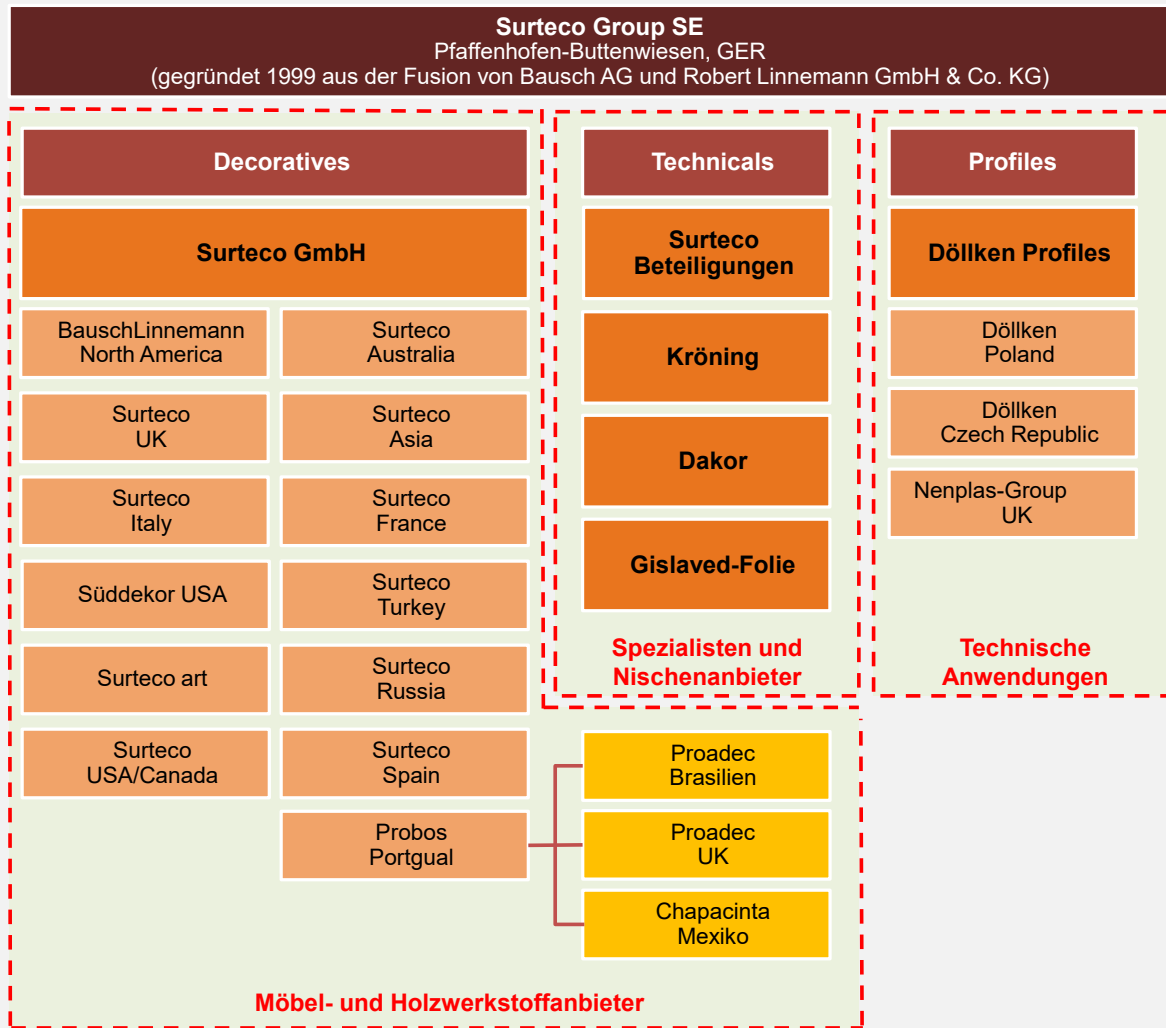 Surteco Group SE
Pfaffenhofen-Buttenwiesen, GER
(gegründet 1999 aus der Fusion von Bausch AG und Robert Linnemann GmbH & Co. KG)
Decoratives
Surteco GmbH
BauschLinnemann
North America
Surteco
Australia
Surteco
UK
Surteco
Asia
Surteco
Italy
Surteco
France
Süddekor USA
Surteco
Turkey
Surteco art
Surteco
Russia
Surteco
USA/Canada
Surteco
Spain
Probos
Portgual
Proadec
Brasilien
Proadec
UK
Chapacinta
Mexiko
Möbel- und Holzwerkstoffanbieter
Technicals
Surteco
Beteiligungen
Kröning
Dakor
Gislaved-Folie
Spezialisten und
Nischenanbieter
Profiles
Döllken Profiles
Döllken
Poland
Döllken
Czech Republic
Nenplas-Group
UK
Technische
Anwendungen